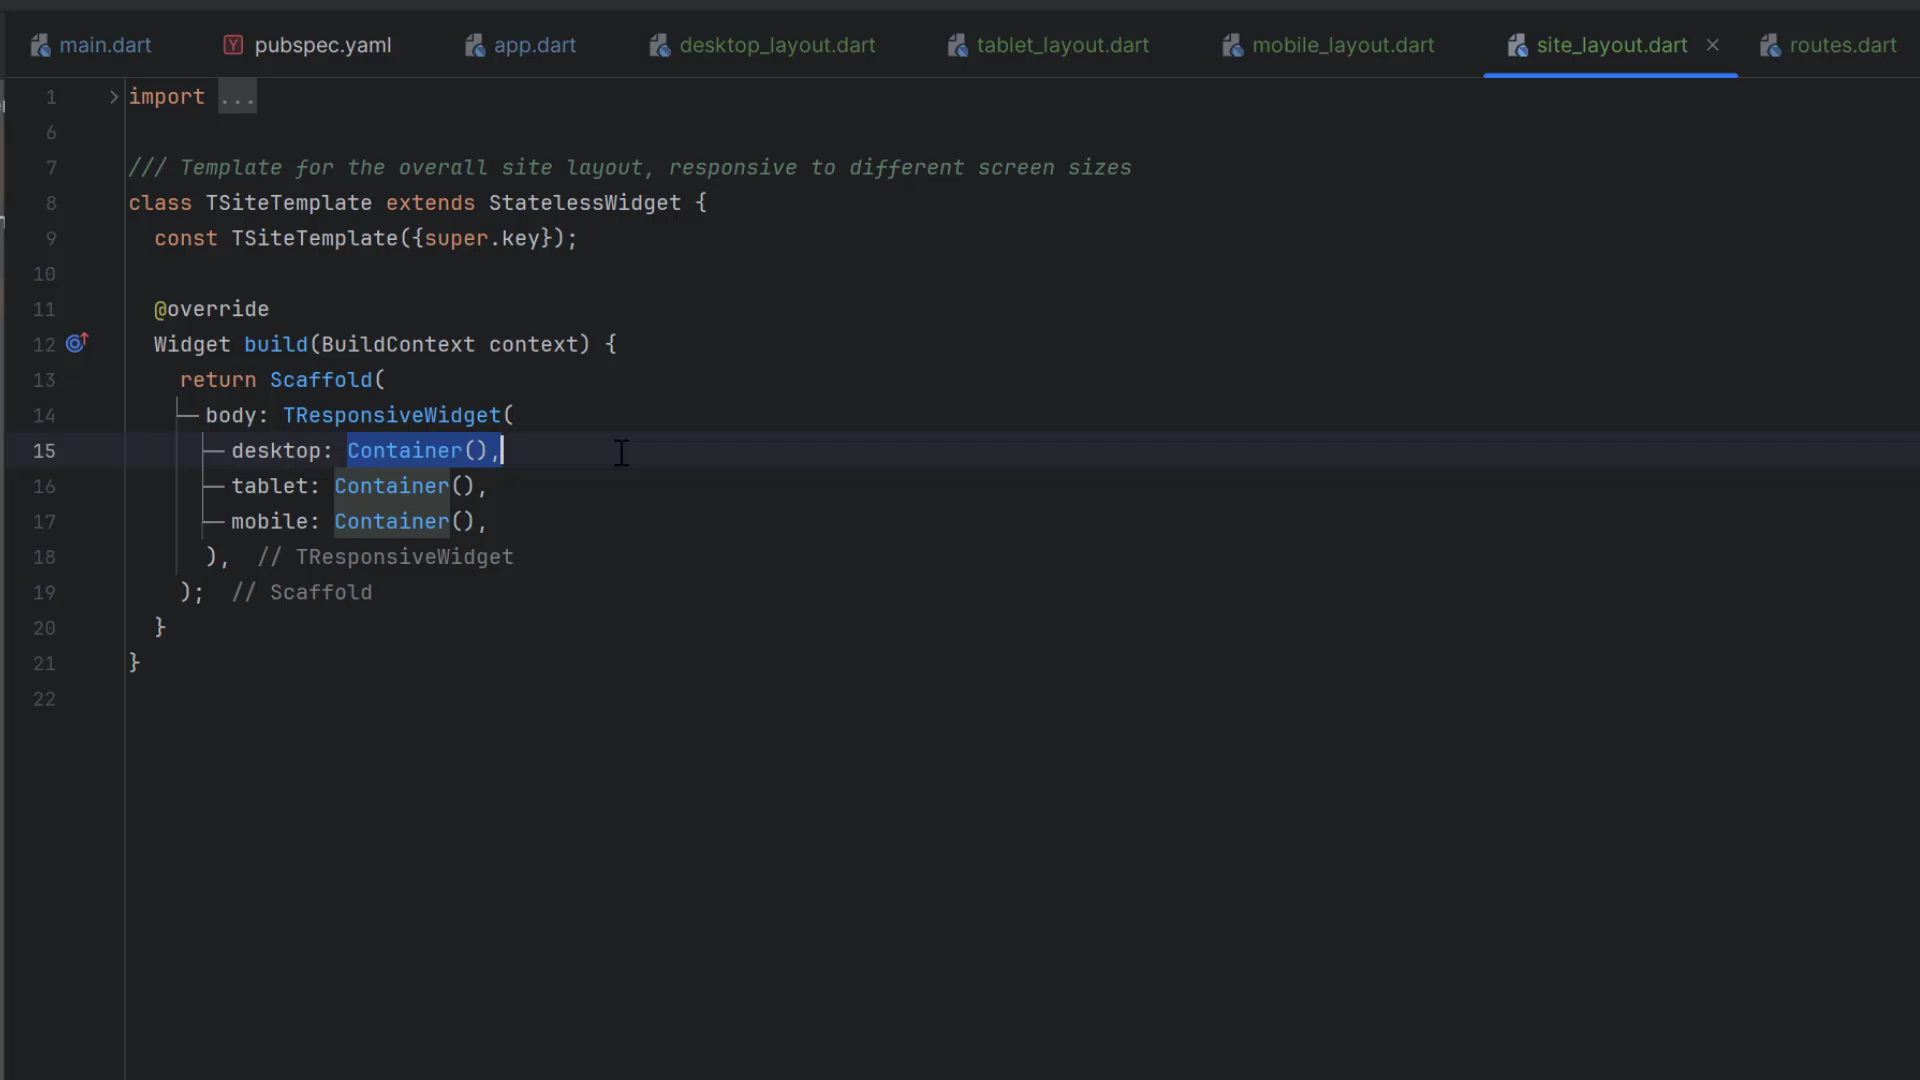 main.dart
pubspec.yaml
app.dart
desktop_layout.dart
tablet_layout.dart
mobile_layout.dart
site_layout.dart
routes.dart
1 import ...
6
7 /// Template for the overall site layout, responsive to different screen sizes
8 class TSiteTemplate extends StatelessWidget {
9 const TSiteTemplate({super.key});
10
11 @override
12 Widget build(BuildContext context) {
13 return Scaffold(
14 body: TResponsiveWidget(
15 desktop: Container(),
16 tablet: Container(),
17 mobile: Container(),
18 ), // TResponsiveWidget
19 ); // Scaffold
20 }
21 }
22